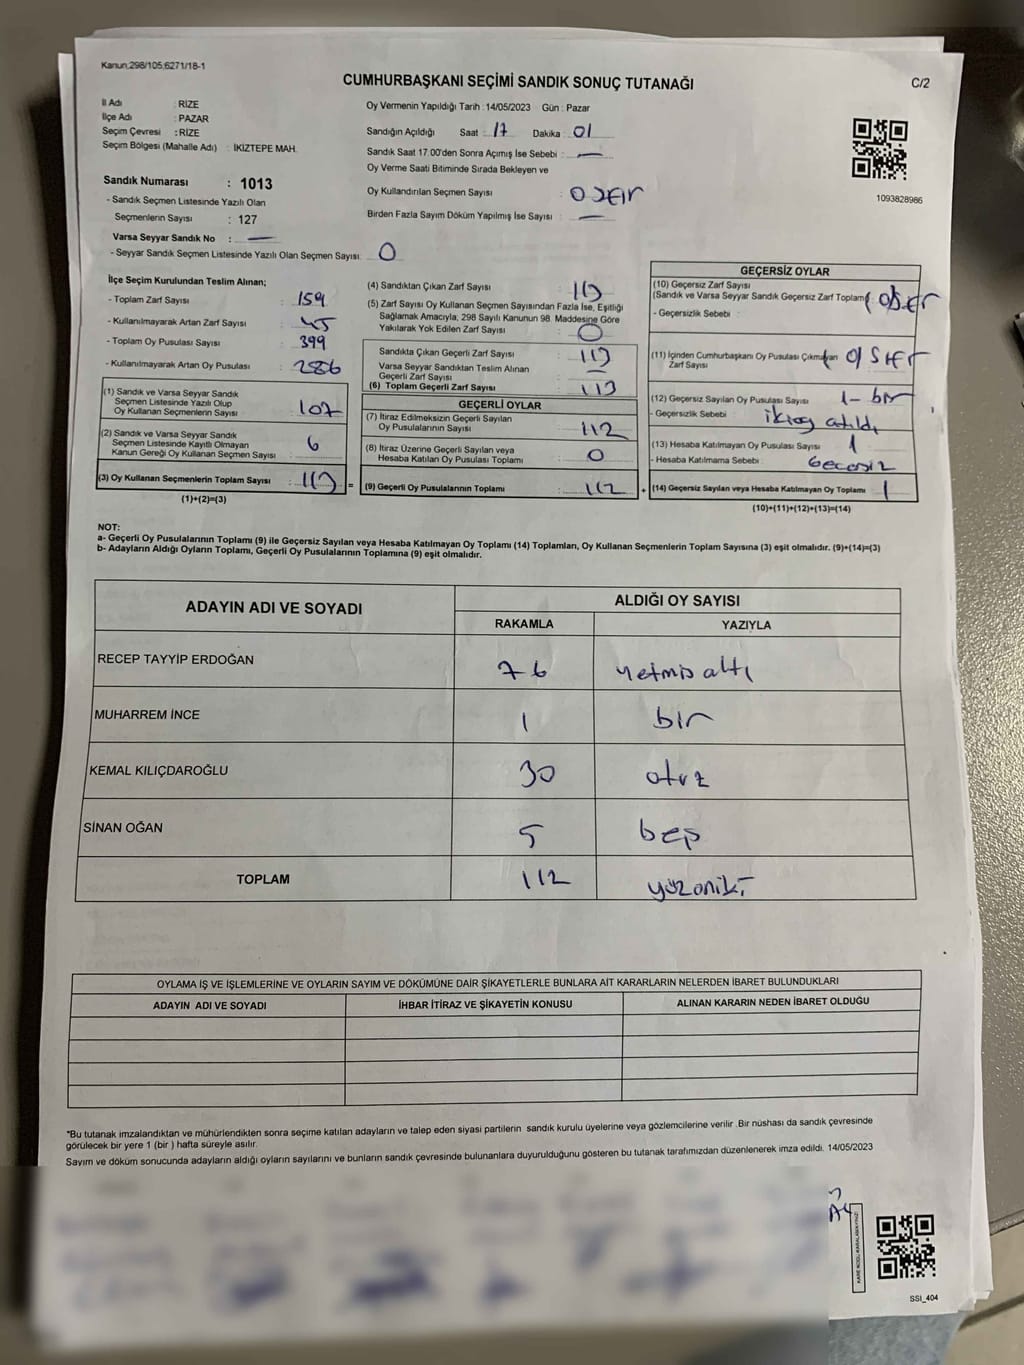 Kanun;298/105;6271/18-1
CUMHURBAŞKANI SEÇİMİ SANDIK SONUÇ TUTANAĞI
C/2
İl Adı : RİZE
İlçe Adı : PAZAR
Seçim Çevresi : RİZE
Seçim Bölgesi (Mahalle Adı) : İKİZTEPE MAH.
Oy Vermenin Yapıldığı Tarih : 14/05/2023 Gün : Pazar
Sandığın Açıldığı Saat : 17 Dakika : 01
Sandık Saat 17:00'den Sonra Açımış İse Sebebi : —
Oy Verme Saati Bitiminde Sırada Bekleyen ve
Oy Kullandırılan Seçmen Sayısı : 0 SIFIR
Birden Fazla Sayım Döküm Yapılmış İse Sayısı : —
1093828986
Sandık Numarası : 1013
- Sandık Seçmen Listesinde Yazılı Olan
Seçmenlerin Sayısı : 127
Varsa Seyyar Sandık No : —
- Seyyar Sandık Seçmen Listesinde Yazılı Olan Seçmen Sayısı: 0
İlçe Seçim Kurulundan Teslim Alınan;
- Toplam Zarf Sayısı : 159
- Kullanılmayarak Artan Zarf Sayısı : 45
- Toplam Oy Pusulası Sayısı : 399
- Kullanılmayarak Artan Oy Pusulası : 286
(1) Sandık ve Varsa Seyyar Sandık
Seçmen Listesinde Yazılı Olup
Oy Kullanan Seçmenlerin Sayısı : 107
(2) Sandık ve Varsa Seyyar Sandık
Seçmen Listesinde Kayıtlı Olmayan
Kanun Gereği Oy Kullanan Seçmen Sayısı : 6
(3) Oy Kullanan Seçmenlerin Toplam Sayısı : 113 =
(1)+(2)=(3)
(4) Sandıktan Çıkan Zarf Sayısı : 113
(5) Zarf Sayısı Oy Kullanan Seçmen Sayısından Fazla İse, Eşitliği
Sağlamak Amacıyla; 298 Sayılı Kanunun 98. Maddesine Göre
Yakılarak Yok Edilen Zarf Sayısı : 0
Sandıkta Çıkan Geçerli Zarf Sayısı : 113
Varsa Seyyar Sandıktan Teslim Alınan
Geçerli Zarf Sayısı : —
(6) Toplam Geçerli Zarf Sayısı : 113
GEÇERLİ OYLAR
(7) İtiraz Edilmeksizin Geçerli Sayılan
Oy Pusulalarının Sayısı : 112
(8) İtiraz Üzerine Geçerli Sayılan veya
Hesaba Katılan Oy Pusulası Toplamı : 0
(9) Geçerli Oy Pusulalarının Toplamı : 112 +
GEÇERSİZ OYLAR
(10) Geçersiz Zarf Sayısı
(Sandık ve Varsa Seyyar Sandık Geçersiz Zarf Toplamı
- Geçersizlik Sebebi :
(11) İçinden Cumhurbaşkanı Oy Pusulası Çıkmayan
Zarf Sayısı : 0/ SIFIR
(12) Geçersiz Sayılan Oy Pusulası Sayısı : 1- bir
- Geçersizlik Sebebi : iki oy atıldı
(13) Hesaba Katılmayan Oy Pusulası Sayısı : 1
- Hesaba Katılmama Sebebi : Gecersiz
(14) Geçersiz Sayılan veya Hesaba Katılmayan Oy Toplamı : 1
(10)+(11)+(12)+(13)=(14)
NOT:
a- Geçerli Oy Pusulalarının Toplamı (9) ile Geçersiz Sayılan veya Hesaba Katılmayan Oy Toplamı (14) Toplamları, Oy Kullanan Seçmenlerin Toplam Sayısına (3) eşit olmalıdır. (9)+(14)=(3)
b- Adayların Aldığı Oyların Toplamı, Geçerli Oy Pusulalarının Toplamına (9) eşit olmalıdır.
ADAYIN ADI VE SOYADI
ALDIĞI OY SAYISI
RAKAMLA YAZIYLA
RECEP TAYYİP ERDOĞAN 76 yetmiş altı
MUHARREM İNCE 1 bir
KEMAL KILIÇDAROĞLU 30 otuz
SİNAN OĞAN 5 beş
TOPLAM 112 yüzoniki
OYLAMA İŞ VE İŞLEMLERİNE VE OYLARIN SAYIM VE DÖKÜMÜNE DAİR ŞİKAYETLERLE BUNLARA AİT KARARLARIN NELERDEN İBARET BULUNDUKLARI
ADAYIN ADI VE SOYADI İHBAR İTİRAZ VE ŞİKAYETİN KONUSU ALINAN KARARIN NEDEN İBARET OLDUĞU
*Bu tutanak imzalandıktan ve mühürlendikten sonra seçime katılan adayların ve talep eden siyasi partilerin sandık kurulu üyelerine veya gözlemcilerine verilir. Bir nüshası da sandık çevresinde
görülecek bir yere 1 (bir) hafta süreyle asılır.
Sayım ve döküm sonucunda adayların aldığı oyların sayılarını ve bunların sandık çevresinde bulunanlara duyurulduğunu gösteren bu tutanak tarafımızdan düzenlenerek imza edildi. 14/05/2023
SSI_404